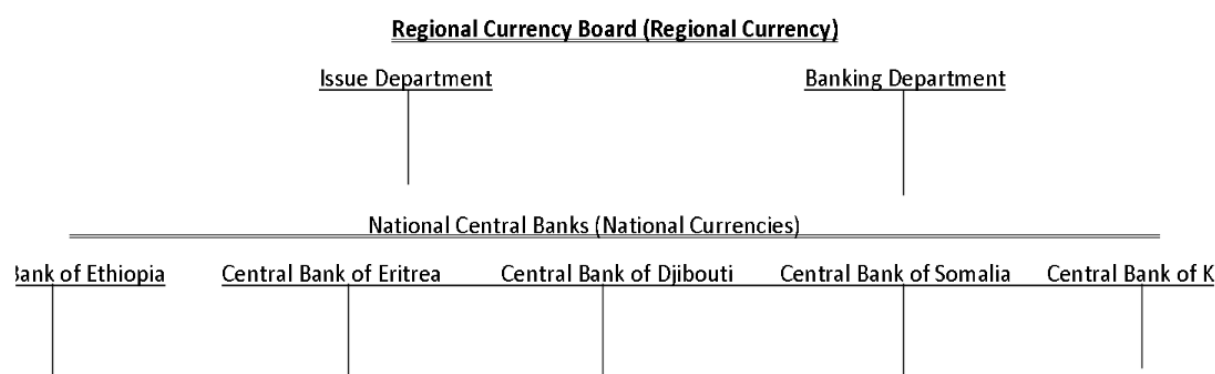 Regional Currency Board (Regional Currency)
Issue Department Banking Department
National Central Banks (National Currencies)
Bank of Ethiopia Central Bank of Eritrea Central Bank of Djibouti Central Bank of Somalia Central Bank of K